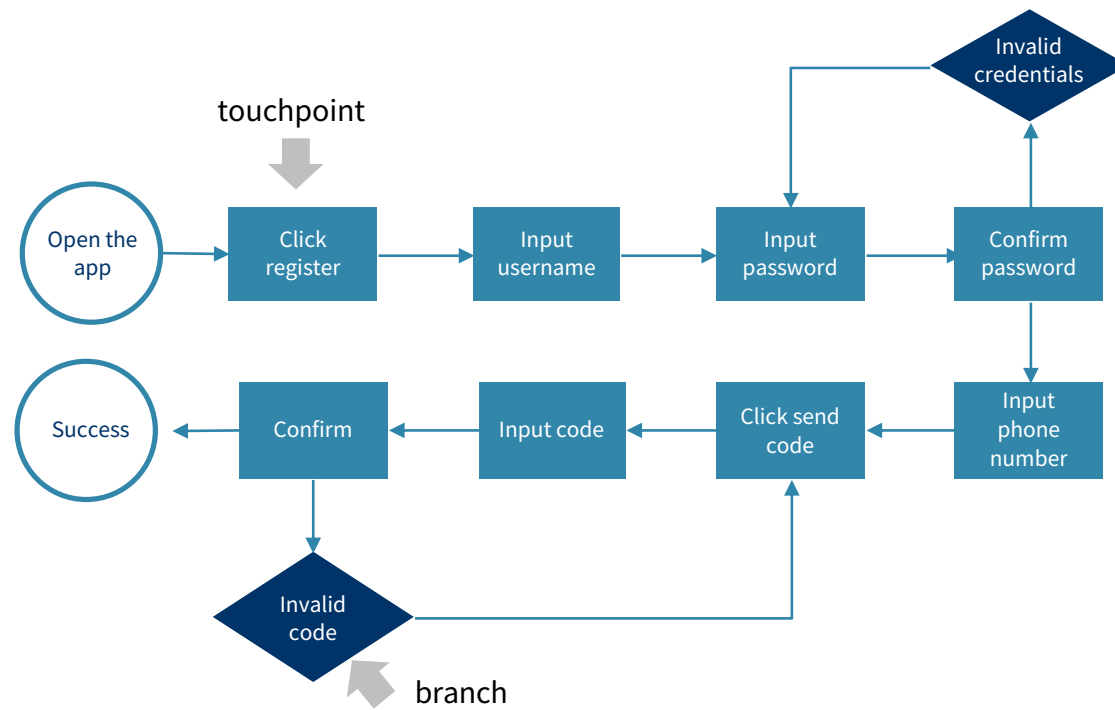 Invalid
credentials
touchpoint
Open the
app
Click
register
Input
username
Input
password
Confirm
password
Success
Confirm
Input code
Click send
code
Input
phone
number
Invalid
code
branch